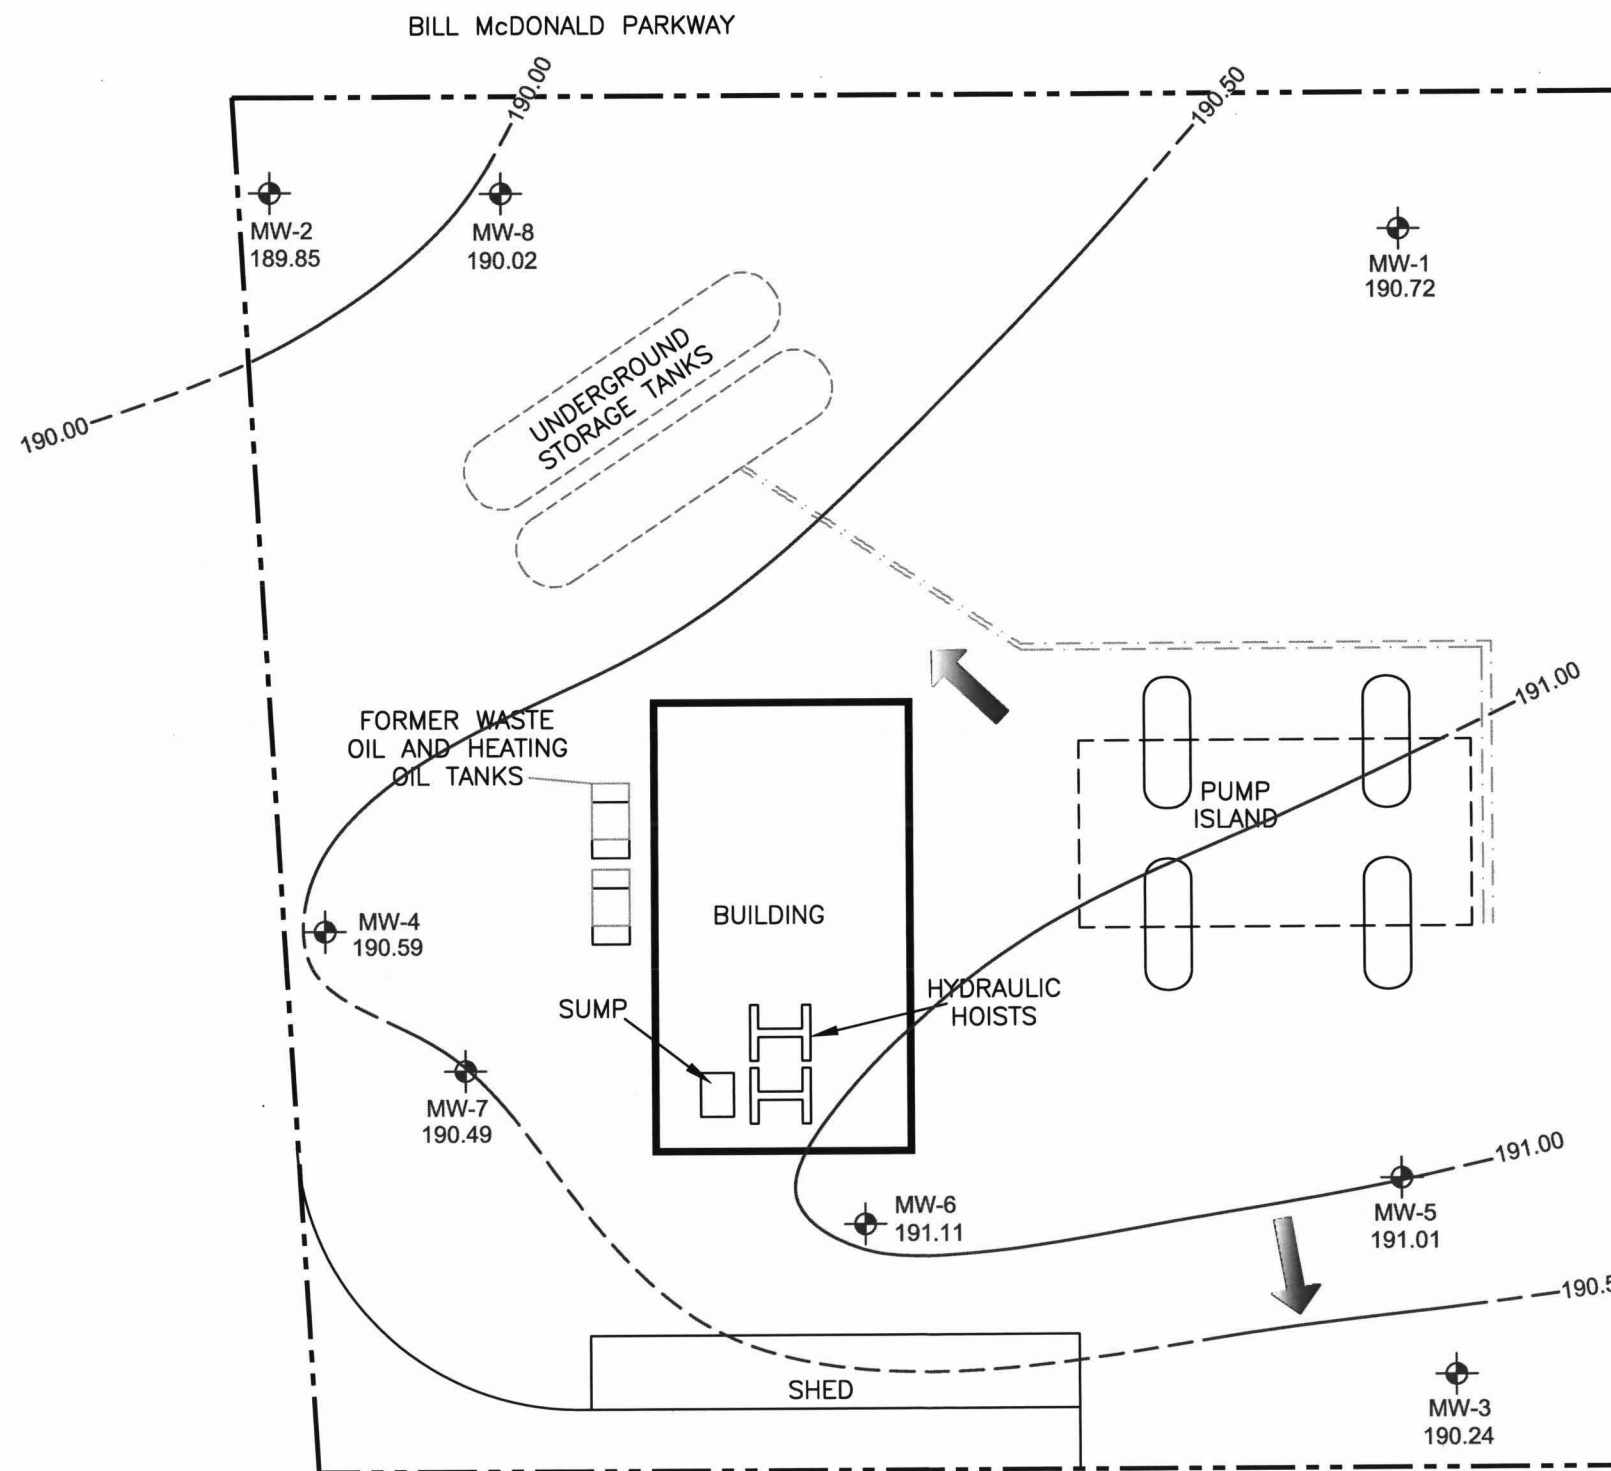 BILL McDONALD PARKWAY
190.00
190.50
MW-2
189.85
MW-8
190.02
MW-1
190.72
UNDERGROUND
STORAGE TANKS
190.00
191.00
FORMER WASTE
OIL AND HEATING
OIL TANKS
PUMP
ISLAND
MW-4
190.59
BUILDING
HYDRAULIC
HOISTS
SUMP
MW-7
190.49
191.00
MW-6
191.11
MW-5
191.01
190.5
SHED
MW-3
190.24